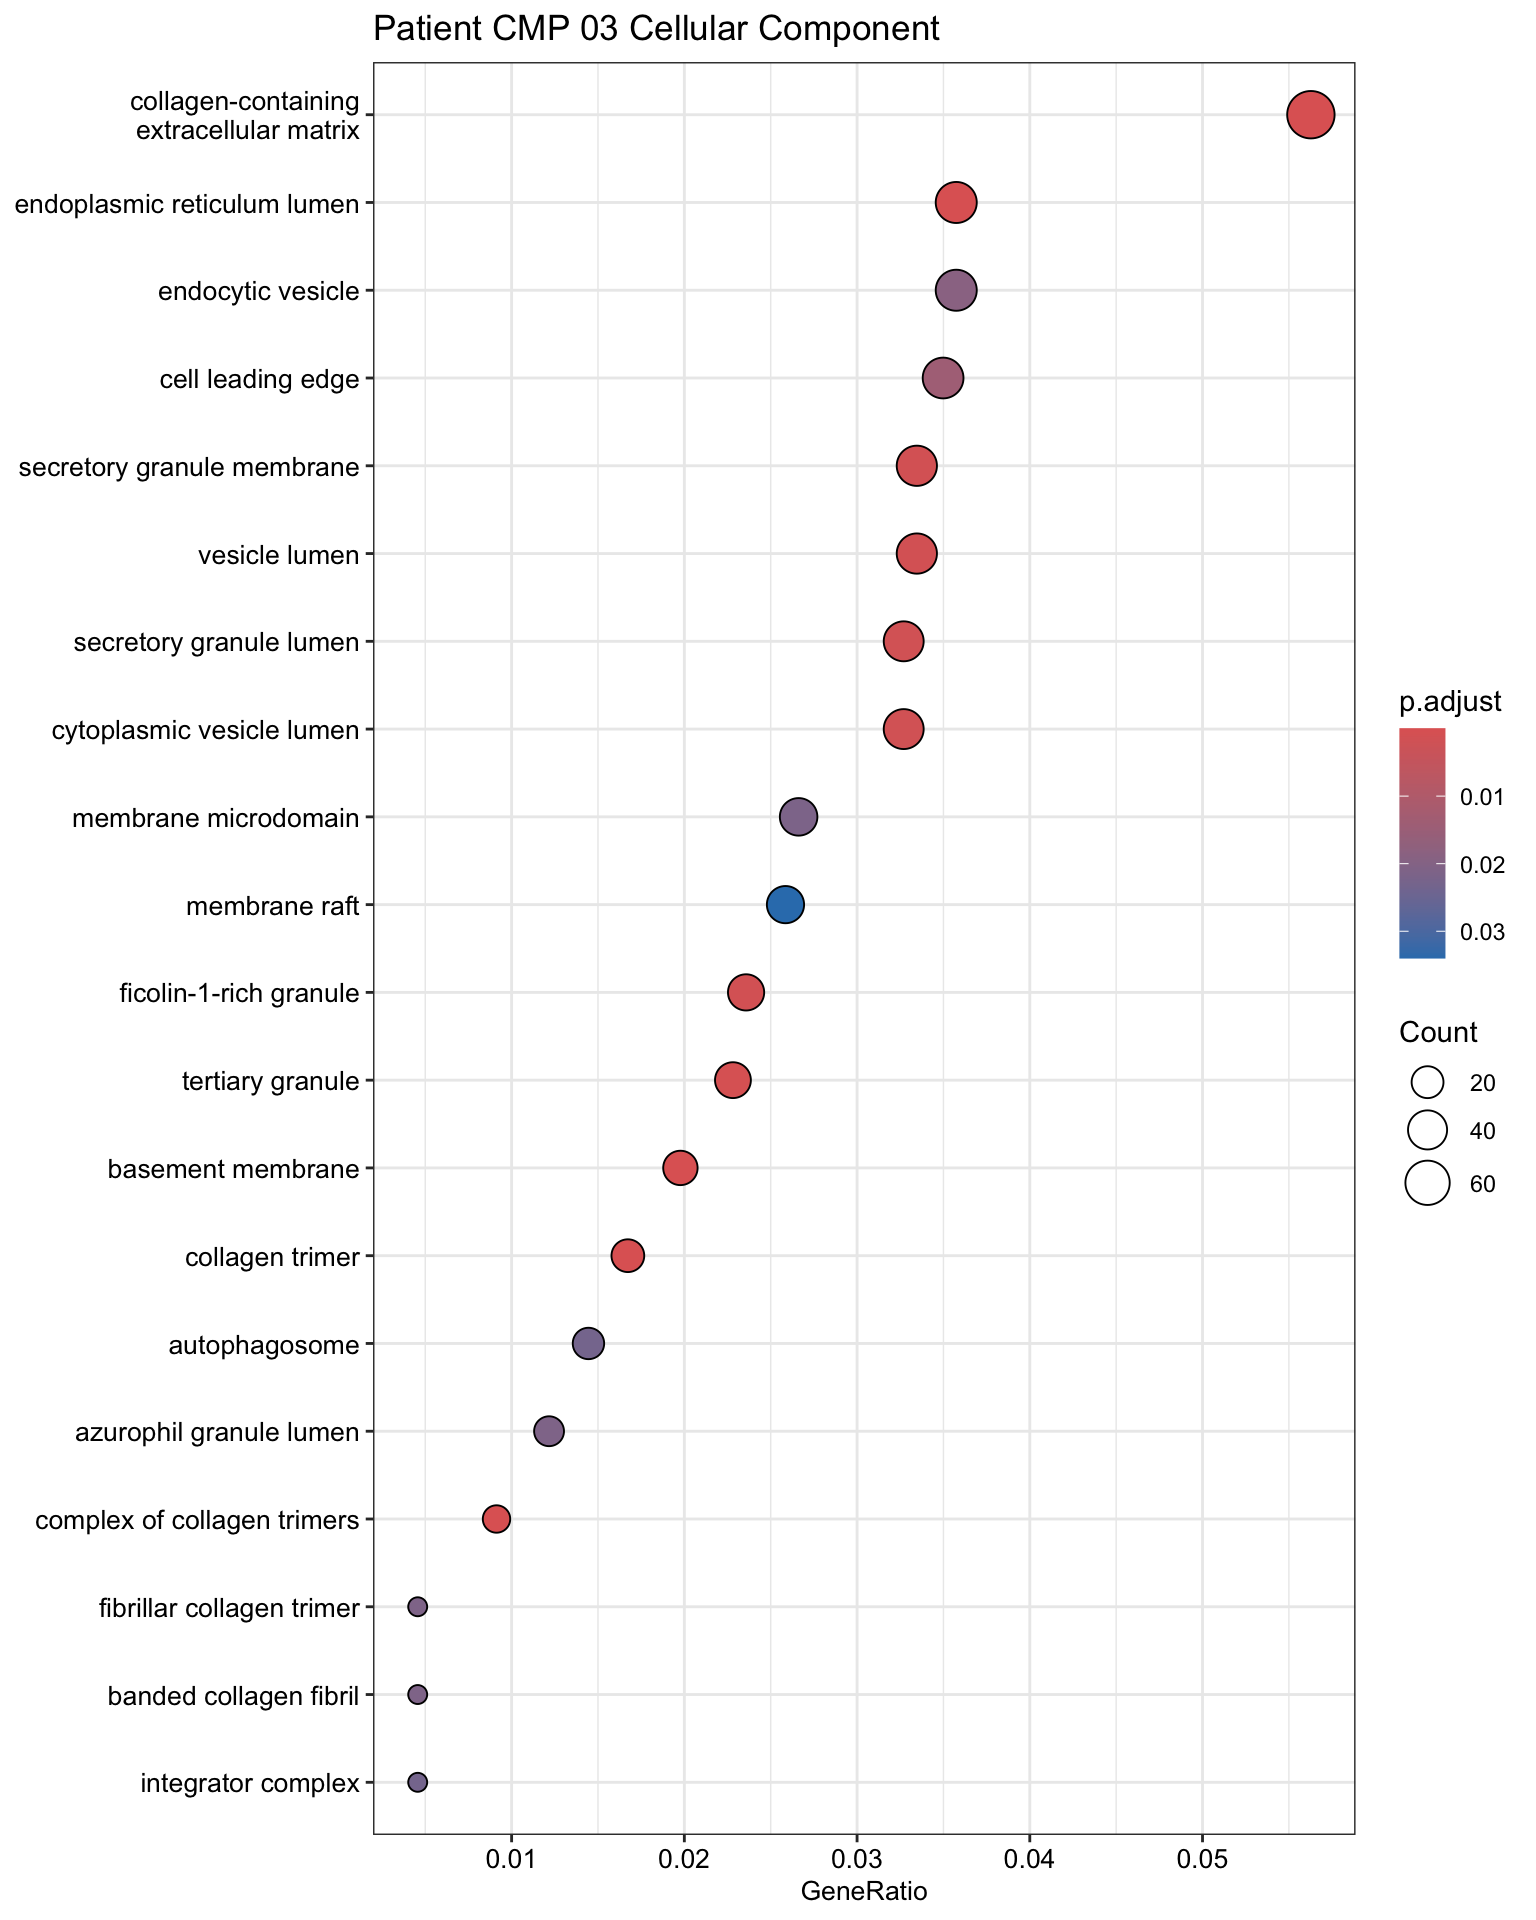 Patient CMP 03 Cellular Component
collagen-containing
extracellular matrix
endoplasmic reticulum lumen
endocytic vesicle
cell leading edge
secretory granule membrane
vesicle lumen
secretory granule lumen
cytoplasmic vesicle lumen
membrane microdomain
membrane raft
ficolin-1-rich granule
tertiary granule
basement membrane
collagen trimer
autophagosome
azurophil granule lumen
complex of collagen trimers
fibrillar collagen trimer
banded collagen fibril
integrator complex
0.01 0.02 0.03 0.04 0.05
GeneRatio
p.adjust
0.01
0.02
0.03
Count
20
40
60